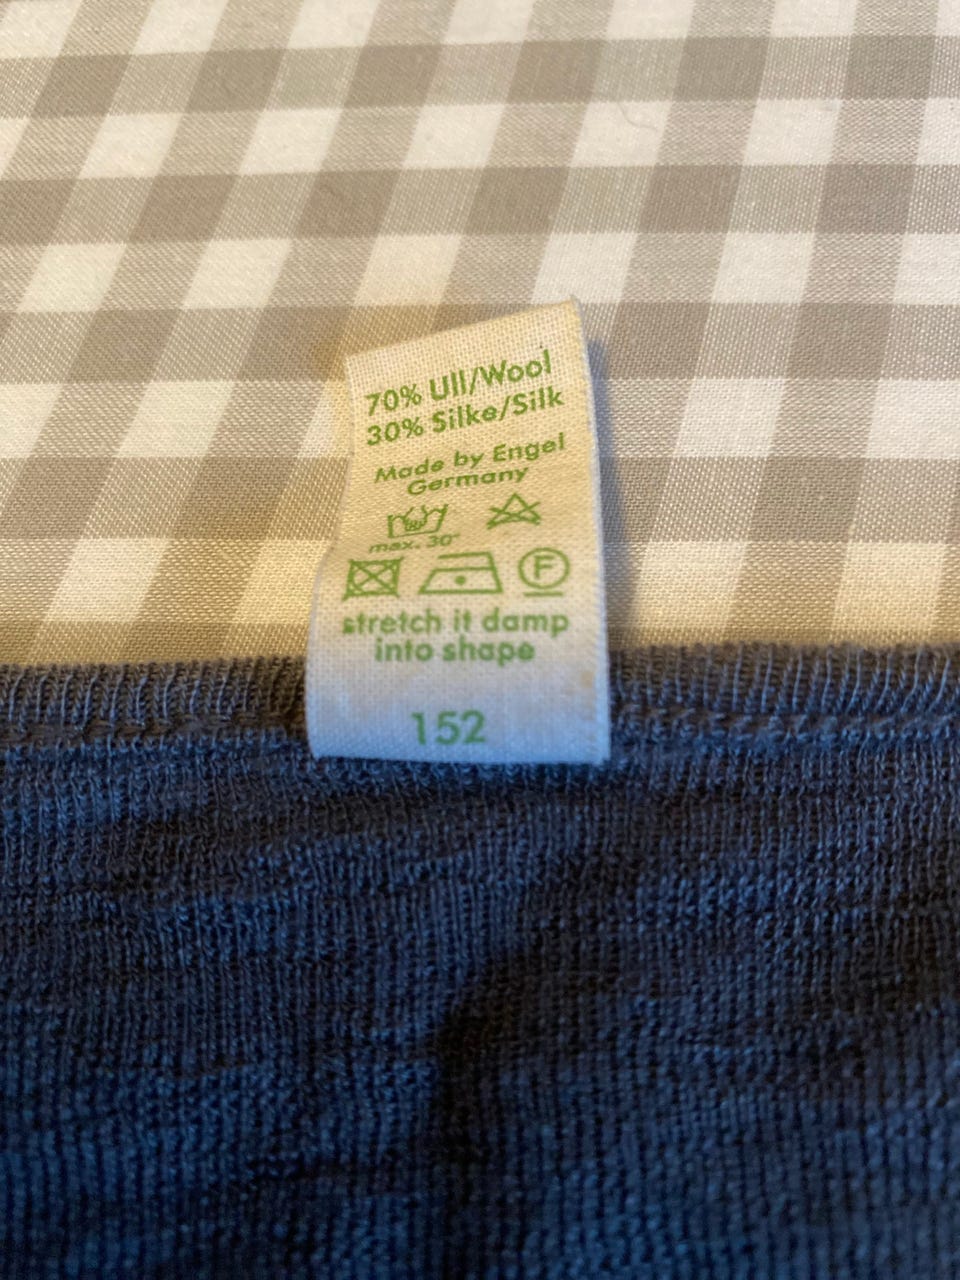 70% Ull/Wool
30% Silke/Silk
Made by Engel
Germany
max. 30°
F
stretch it damp
into shape
152